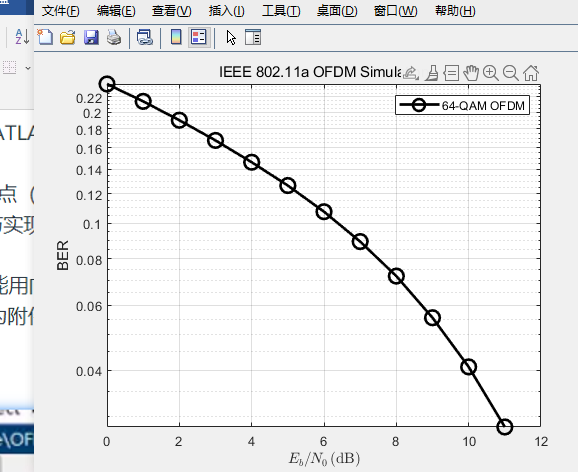 文件(F) 编辑(E) 查看(V) 插入(I) 工具(T) 桌面(D) 窗口(W) 帮助(H)
IEEE 802.11a OFDM Simula
64-QAM OFDM
0.22
0.2
0.18
0.16
0.14
0.12
0.1
0.08
0.06
0.04
BER
0 2 4 6 8 10 12
E_b/N_0 (dB)
ATLA
点（
实现
能用
的附
e\OF